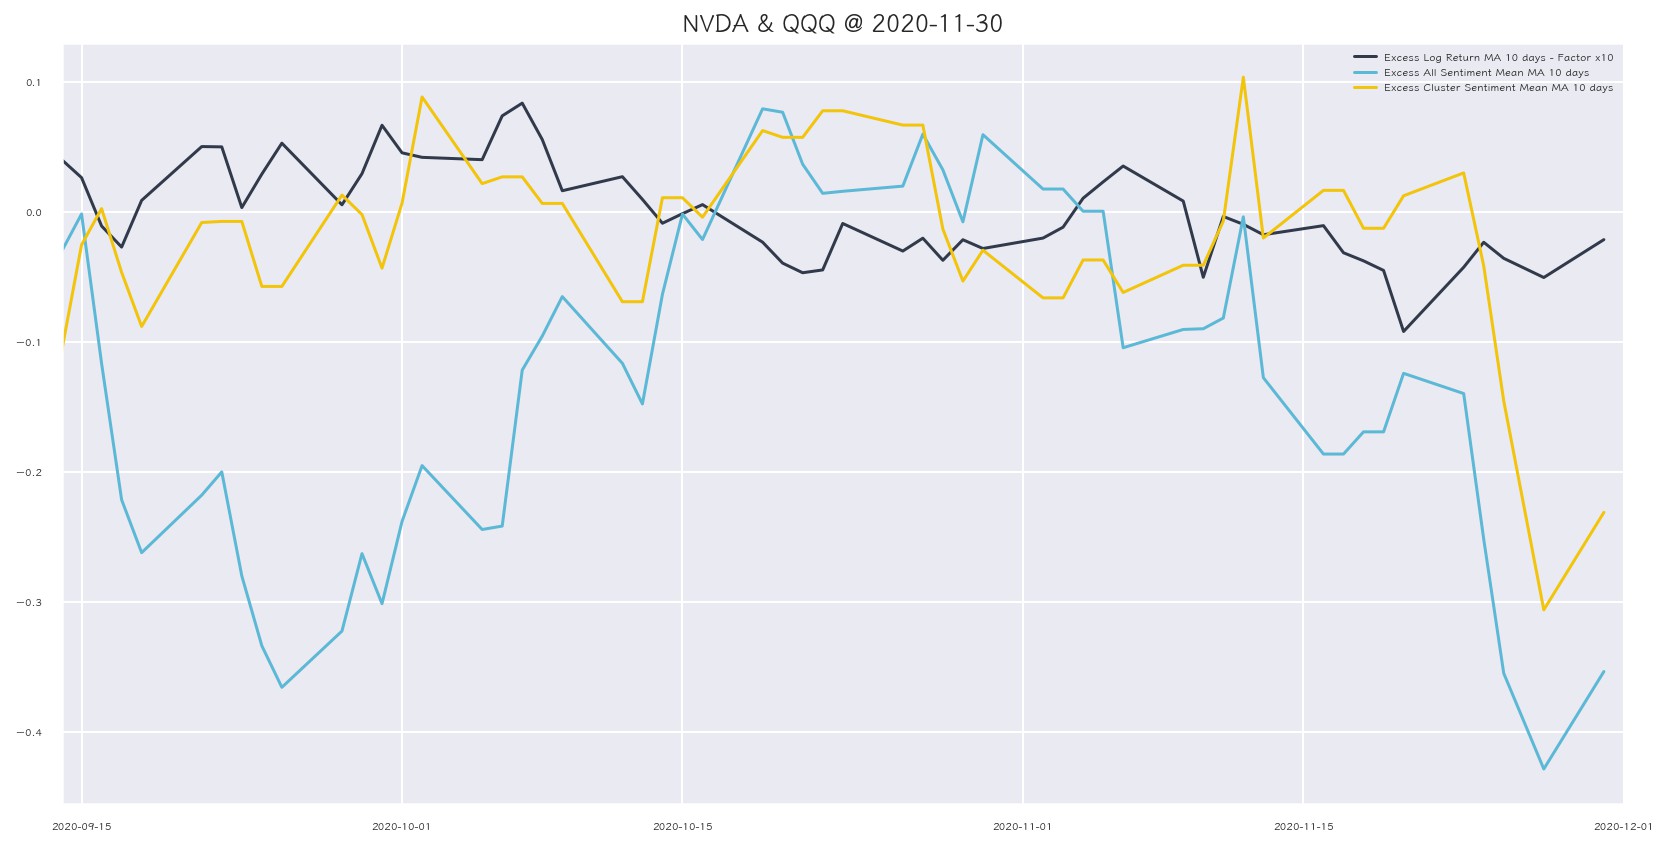 NVDA & QQQ @ 2020-11-30
Excess Log Return MA 10 days - Factor x10
Excess All Sentiment Mean MA 10 days
Excess Cluster Sentiment Mean MA 10 days
0.1
0.0
−0.1
−0.2
−0.3
−0.4
2020-09-15 2020-10-01 2020-10-15 2020-11-01 2020-11-15 2020-12-01